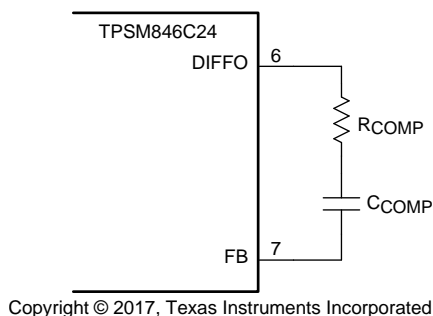 TPSM846C24
DIFFO 6
RCOMP
CCOMP
FB 7
Copyright © 2017, Texas Instruments Incorporated